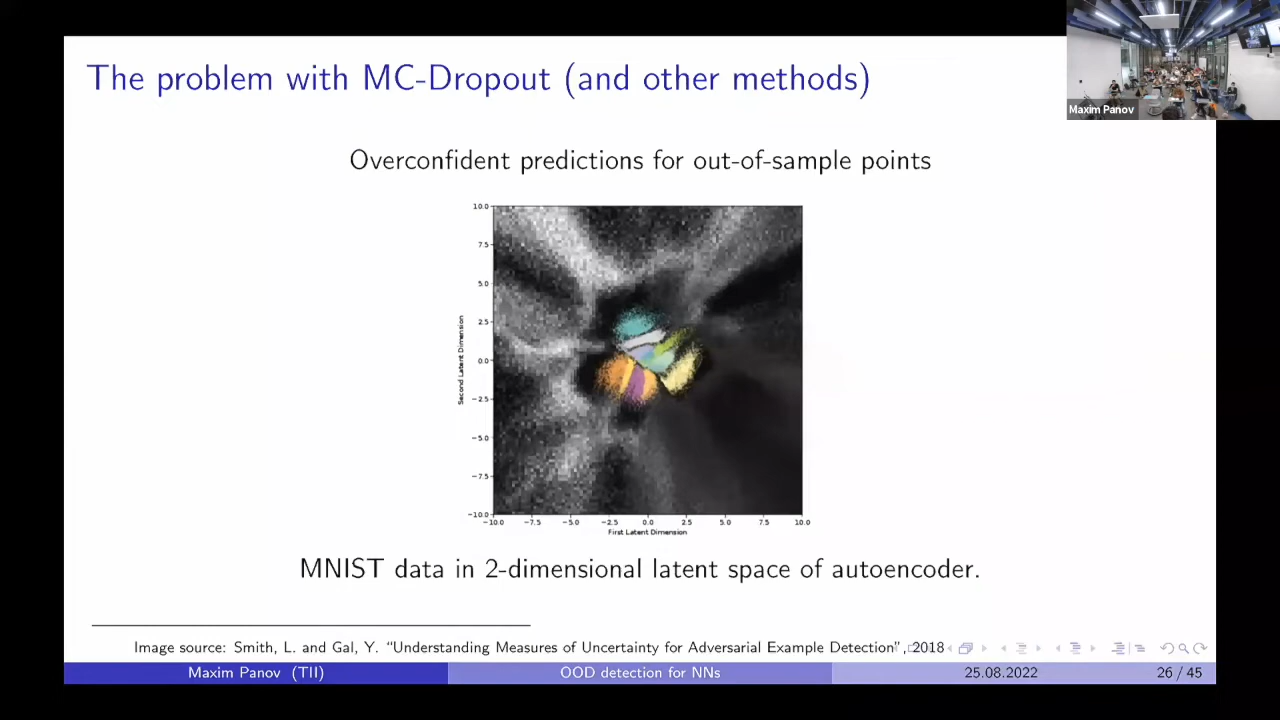 The problem with MC-Dropout (and other methods)
Maxim Panov
Overconfident predictions for out-of-sample points
10.0
7.5
5.0
2.5
0.0
−2.5
−5.0
−7.5
−10.0
Second Latent Dimension
−10.0 −7.5 −5.0 −2.5 0.0 2.5 5.0 7.5 10.0
First Latent Dimension
MNIST data in 2-dimensional latent space of autoencoder.
Image source: Smith, L. and Gal, Y. “Understanding Measures of Uncertainty for Adversarial Example Detection”, 2018
Maxim Panov (TII) OOD detection for NNs 25.08.2022 26 / 45